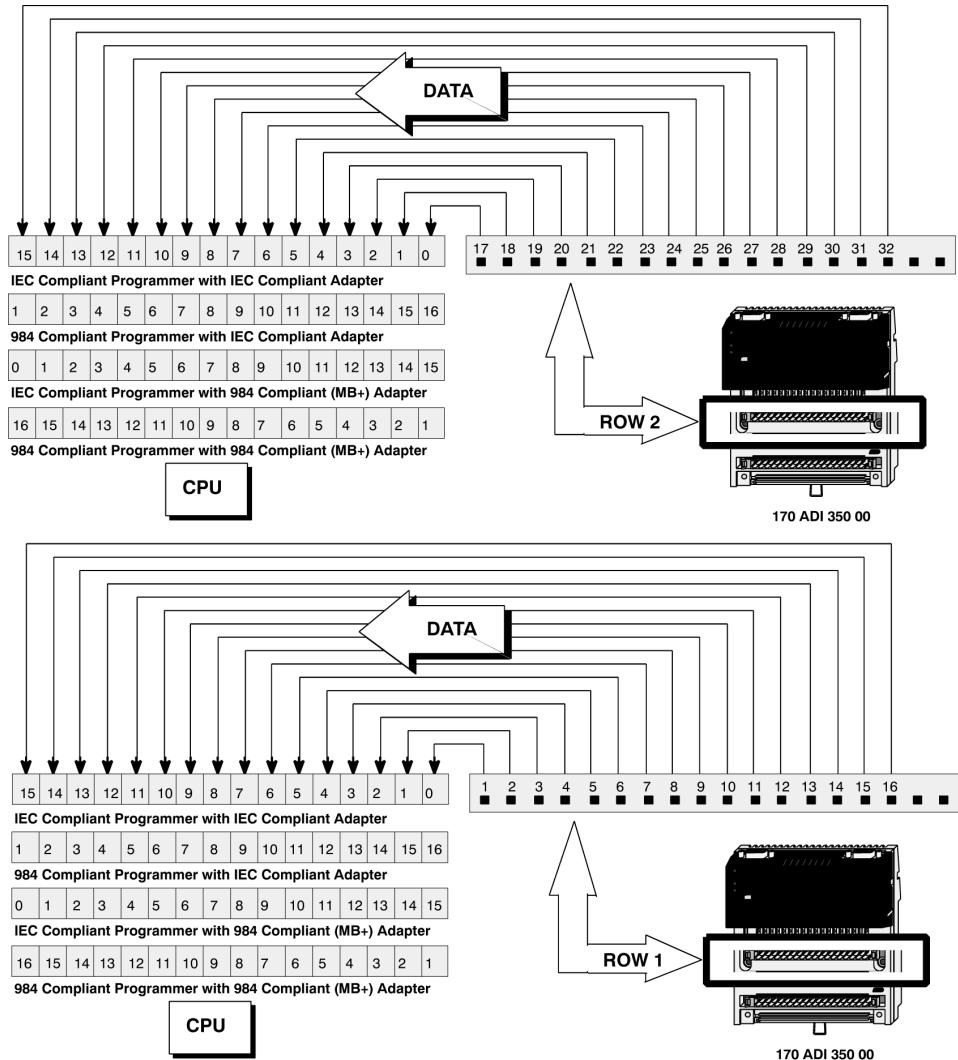 DATA
15 14 13 12 11 10 9 8 7 6 5 4 3 2 1 0
17 18 19 20 21 22 23 24 25 26 27 28 29 30 31 32
IEC Compliant Programmer with IEC Compliant Adapter
1 2 3 4 5 6 7 8 9 10 11 12 13 14 15 16
984 Compliant Programmer with IEC Compliant Adapter
0 1 2 3 4 5 6 7 8 9 10 11 12 13 14 15
IEC Compliant Programmer with 984 Compliant (MB+) Adapter
16 15 14 13 12 11 10 9 8 7 6 5 4 3 2 1
984 Compliant Programmer with 984 Compliant (MB+) Adapter
ROW 2
CPU
170 ADI 350 00
DATA
15 14 13 12 11 10 9 8 7 6 5 4 3 2 1 0
1 2 3 4 5 6 7 8 9 10 11 12 13 14 15 16
IEC Compliant Programmer with IEC Compliant Adapter
1 2 3 4 5 6 7 8 9 10 11 12 13 14 15 16
984 Compliant Programmer with IEC Compliant Adapter
0 1 2 3 4 5 6 7 8 9 10 11 12 13 14 15
IEC Compliant Programmer with 984 Compliant (MB+) Adapter
16 15 14 13 12 11 10 9 8 7 6 5 4 3 2 1
984 Compliant Programmer with 984 Compliant (MB+) Adapter
ROW 1
CPU
170 ADI 350 00